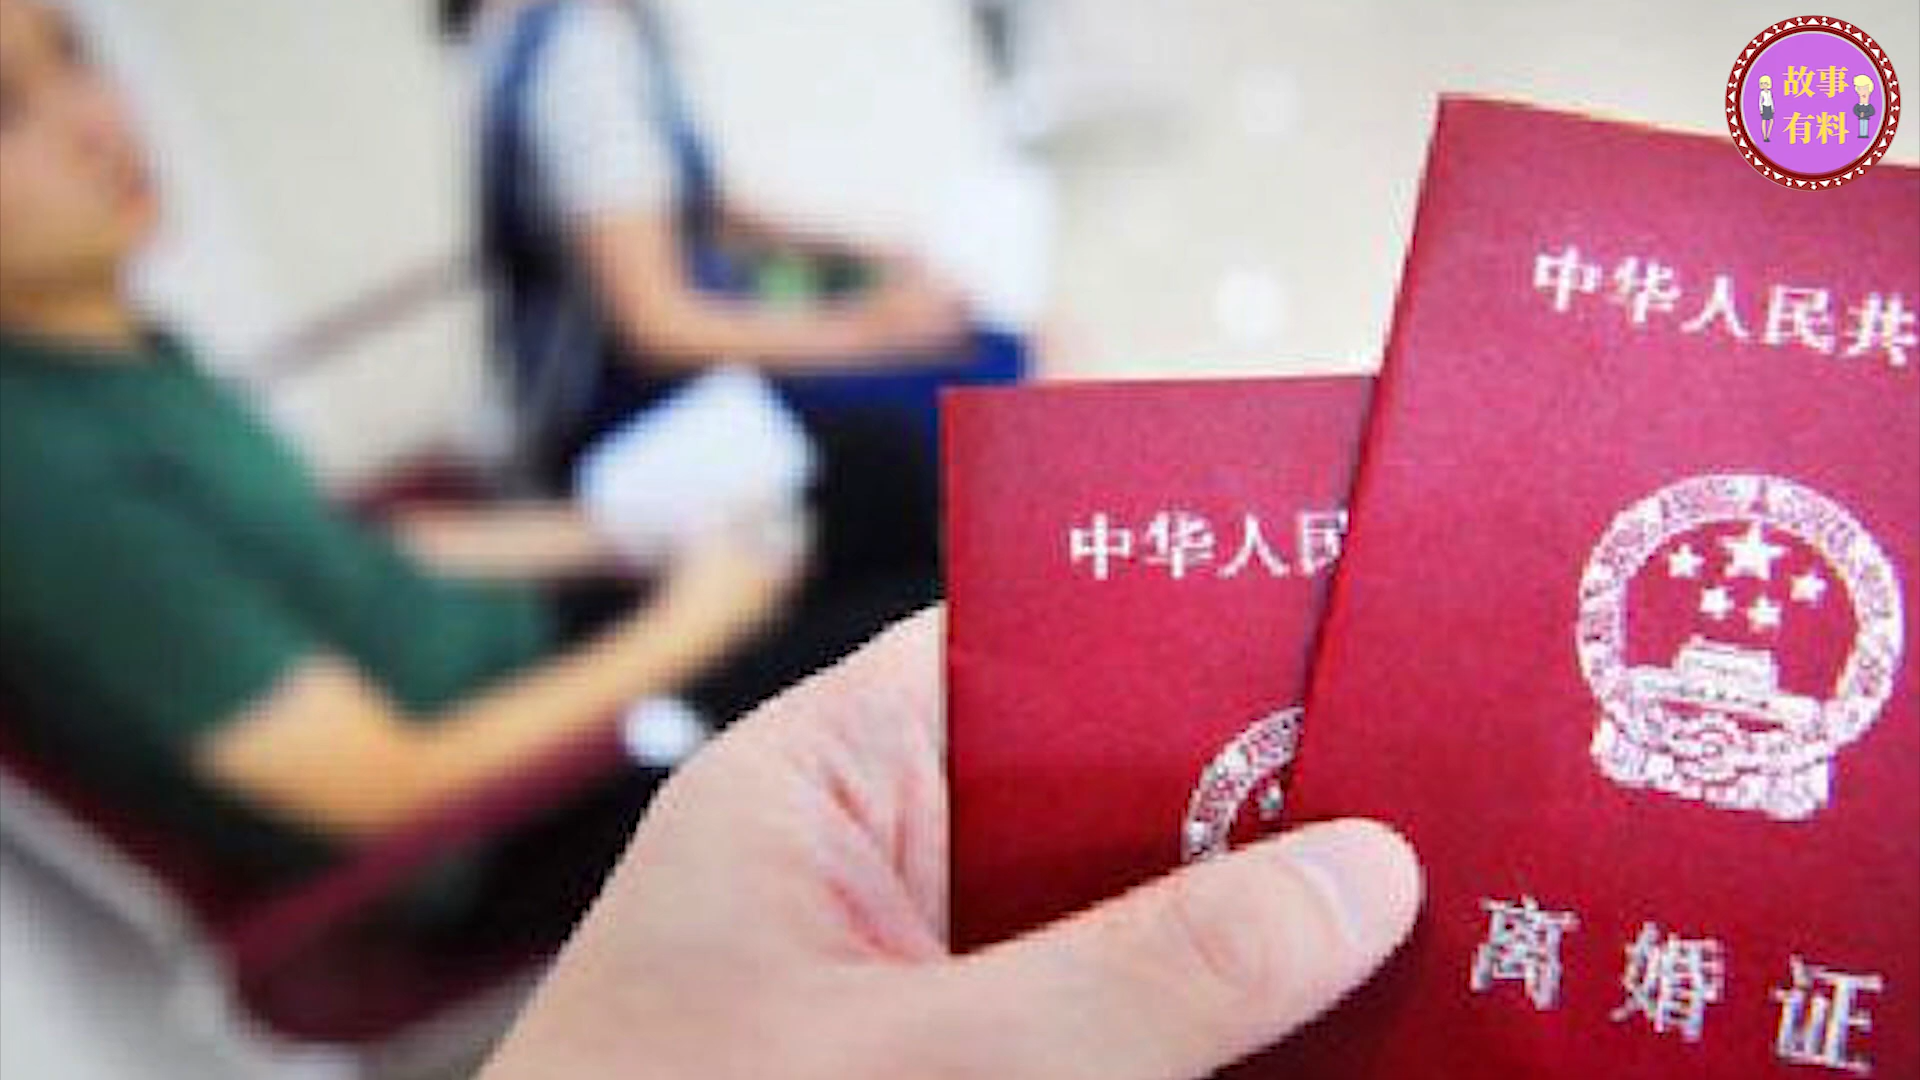 故事
有料
中华人民共
中华人民
离婚证